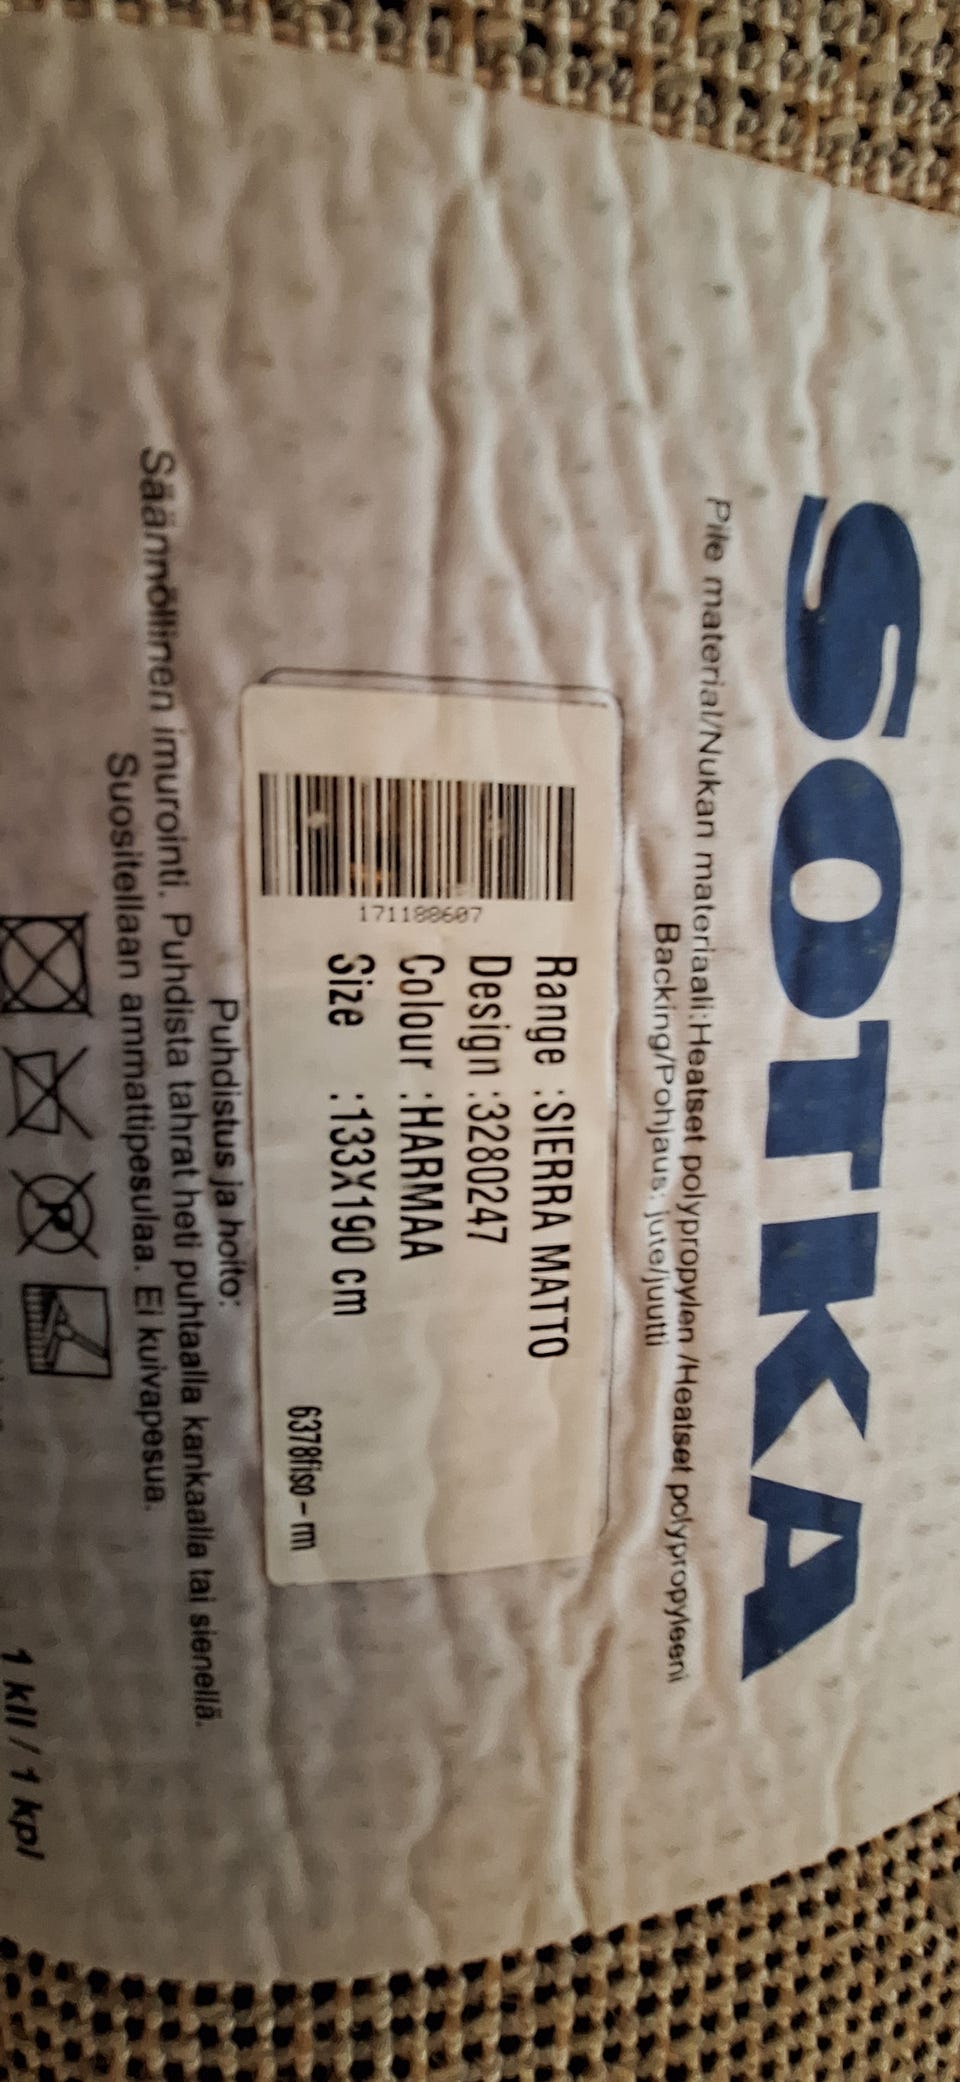 SOTKA
Pile material/Nukan materiaali:Heatset polypropylen /Heatset polypropyleeni
Backing/Pohjaus: jute/juutti
171188607
Range :SIERRA MATTO
Design :3280247
Colour :HARMAA
Size :133X190 cm
6378fiso-rm
Puhdistus ja hoito:
Säännöllinen imurointi. Puhdista tahrat heti puhtaalla kankaalla tai sienellä.
Suositellaan ammattipesulaa. Ei kuivapesua.
P
1 kll / 1 kpl